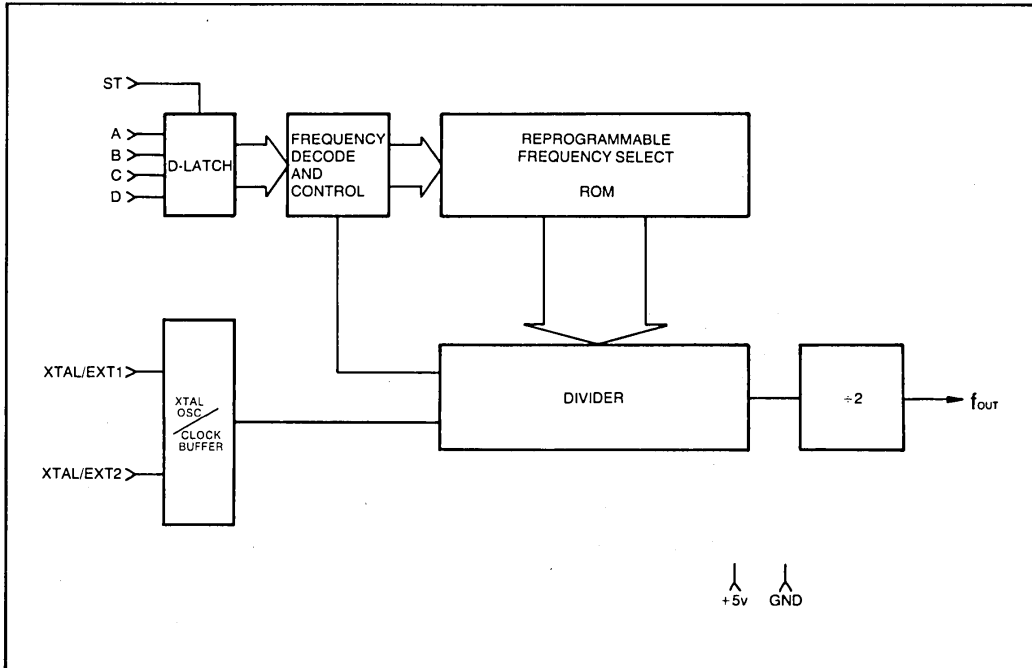 ST
A
B
C
D
D-LATCH
FREQUENCY
DECODE
AND
CONTROL
REPROGRAMMABLE
FREQUENCY SELECT
ROM
XTAL/EXT1
XTAL/EXT2
XTAL
OSC
CLOCK
BUFFER
DIVIDER
÷2
fOUT
+5v
GND